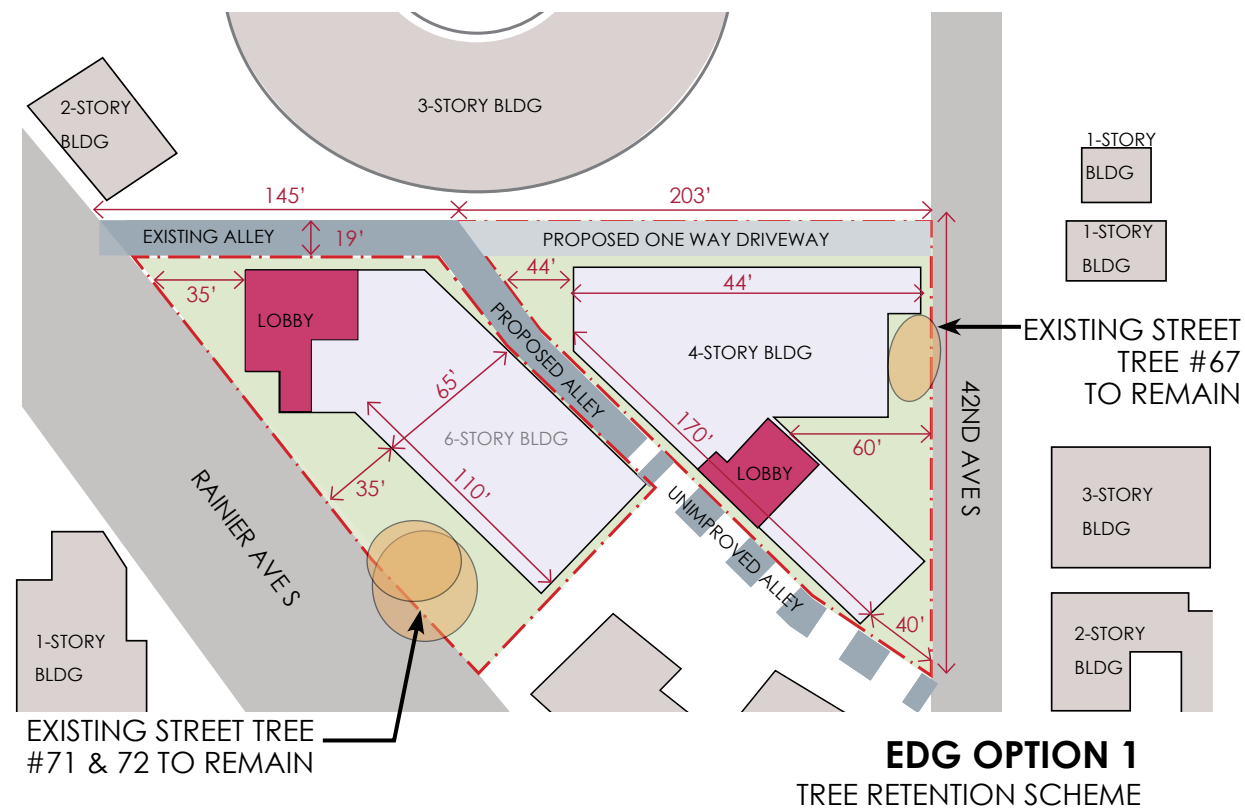 2-STORY
BLDG
3-STORY BLDG
1-STORY
BLDG
145'
203'
1-STORY
BLDG
EXISTING ALLEY
19'
PROPOSED ONE WAY DRIVEWAY
44'
44'
35'
LOBBY
PROPOSED ALLEY
4-STORY BLDG
EXISTING STREET
TREE #67
TO REMAIN
65'
6-STORY BLDG
42ND AVE S
170'
60'
LOBBY
35'
110'
RAINIER AVE S
UNIMPROVED ALLEY
3-STORY
BLDG
40'
1-STORY
BLDG
2-STORY
BLDG
EXISTING STREET TREE
#71 & 72 TO REMAIN
EDG OPTION 1
TREE RETENTION SCHEME